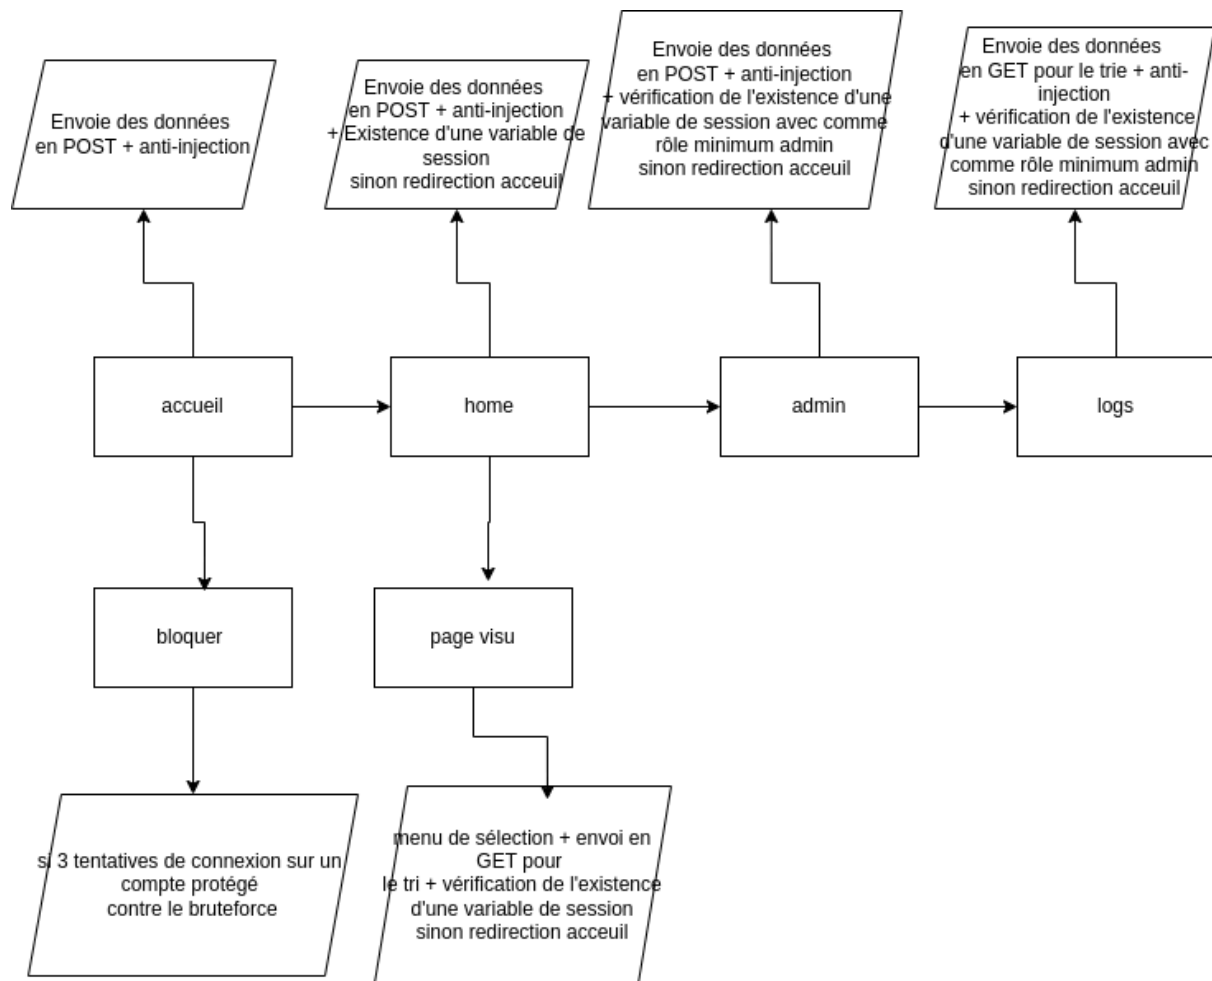 Envoie des données
en POST + anti-injection
Envoie des données
en POST + anti-injection
+ Existence d'une variable de
session
sinon redirection acceuil
Envoie des données
en POST + anti-injection
+ vérification de l'existence d'une
variable de session avec comme
rôle minimum admin
sinon redirection acceuil
Envoie des données
en GET pour le trie + anti-
injection
+ vérification de l'existence
d'une variable de session avec
comme rôle minimum admin
sinon redirection acceuil
accueil
home
admin
logs
bloquer
page visu
si 3 tentatives de connexion sur un
compte protégé
contre le bruteforce
menu de sélection + envoi en
GET pour
le tri + vérification de l'existence
d'une variable de session
sinon redirection acceuil